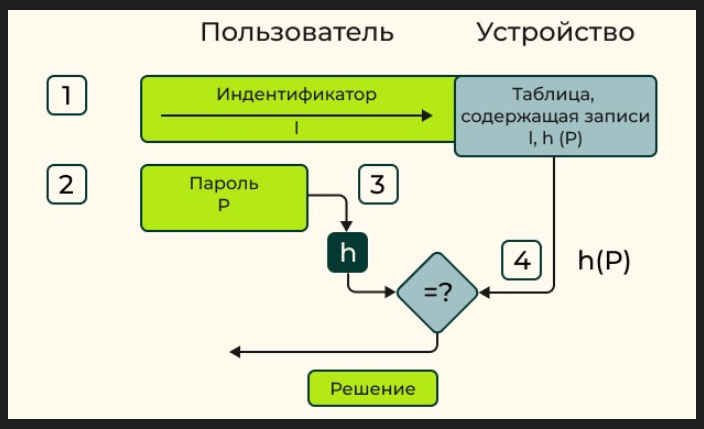 Пользователь
Устройство
1
Индентификатор
l
Таблица,
содержащая записи
l, h (P)
2
Пароль
P
3
h
=?
4
h(P)
Решение